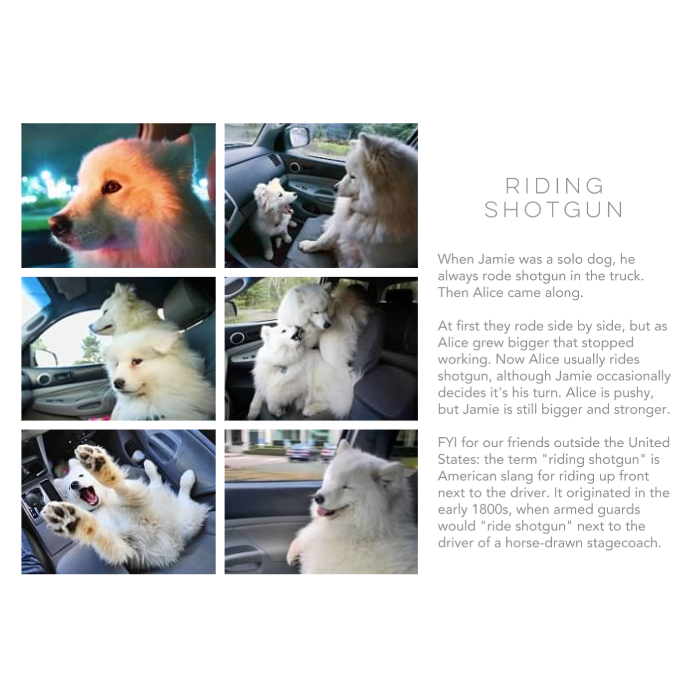 RIDING
SHOTGUN
When Jamie was a solo dog, he
always rode shotgun in the truck.
Then Alice came along.
At first they rode side by side, but as
Alice grew bigger that stopped
working. Now Alice usually rides
shotgun, although Jamie occasionally
decides it's his turn. Alice is pushy,
but Jamie is still bigger and stronger.
FYI for our friends outside the United
States: the term "riding shotgun" is
American slang for riding up front
next to the driver. It originated in the
early 1800s, when armed guards
would "ride shotgun" next to the
driver of a horse-drawn stagecoach.